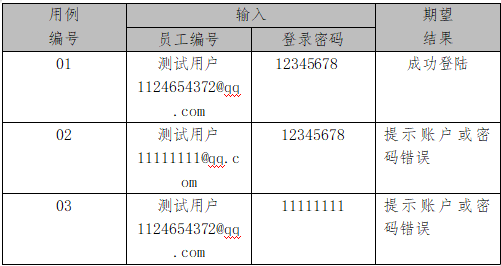 用例
编号
输入
期望
结果
员工编号
登录密码
01
测试用户
1124654372@qq
.com
12345678
成功登陆
02
测试用户
11111111@qq.c
om
12345678
提示账户或密
码错误
03
测试用户
1124654372@qq
.com
11111111
提示账户或密
码错误